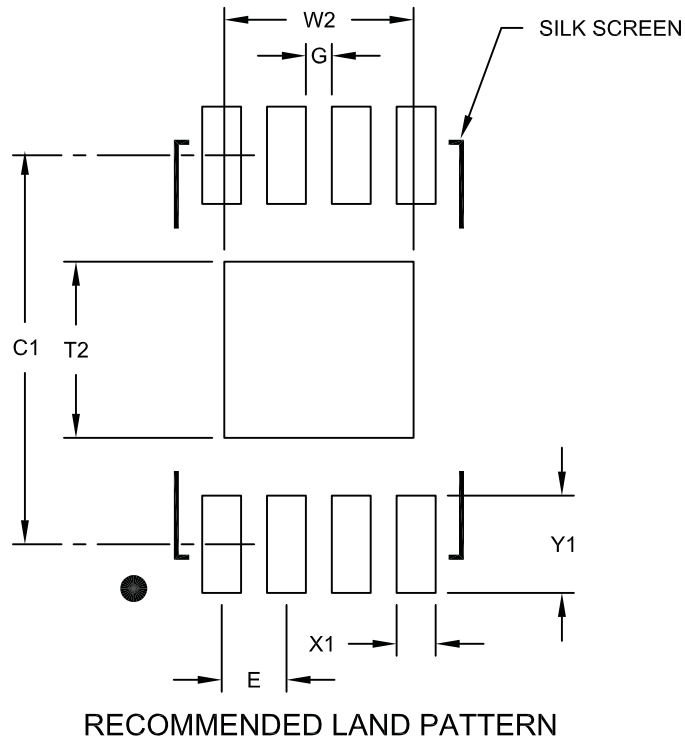 W2
SILK SCREEN
G
C1
T2
Y1
X1
E
RECOMMENDED LAND PATTERN